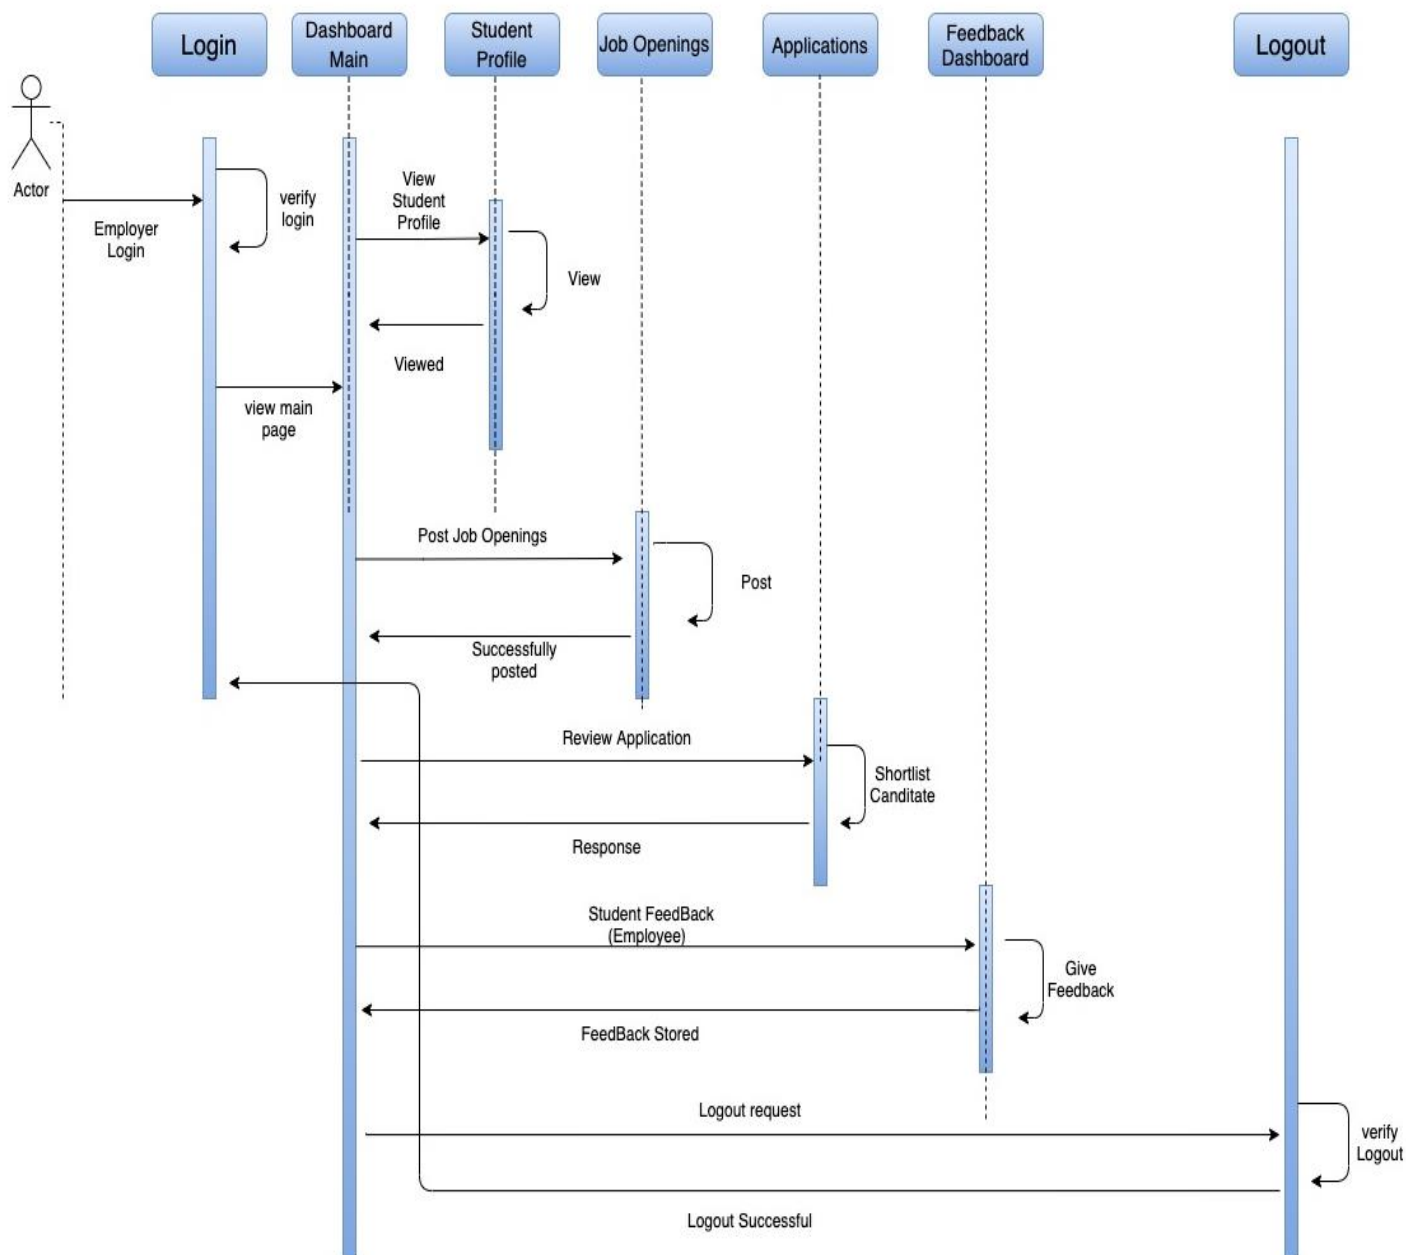 Login
Dashboard
Main
Student
Profile
Job Openings
Applications
Feedback
Dashboard
Logout
Actor
Employer
Login
verify
login
View
Student
Profile
View
Viewed
view main
page
Post Job Openings
Post
Successfully
posted
Review Application
Shortlist
Canditate
Response
Student FeedBack
(Employee)
Give
Feedback
FeedBack Stored
Logout request
verify
Logout
Logout Successful